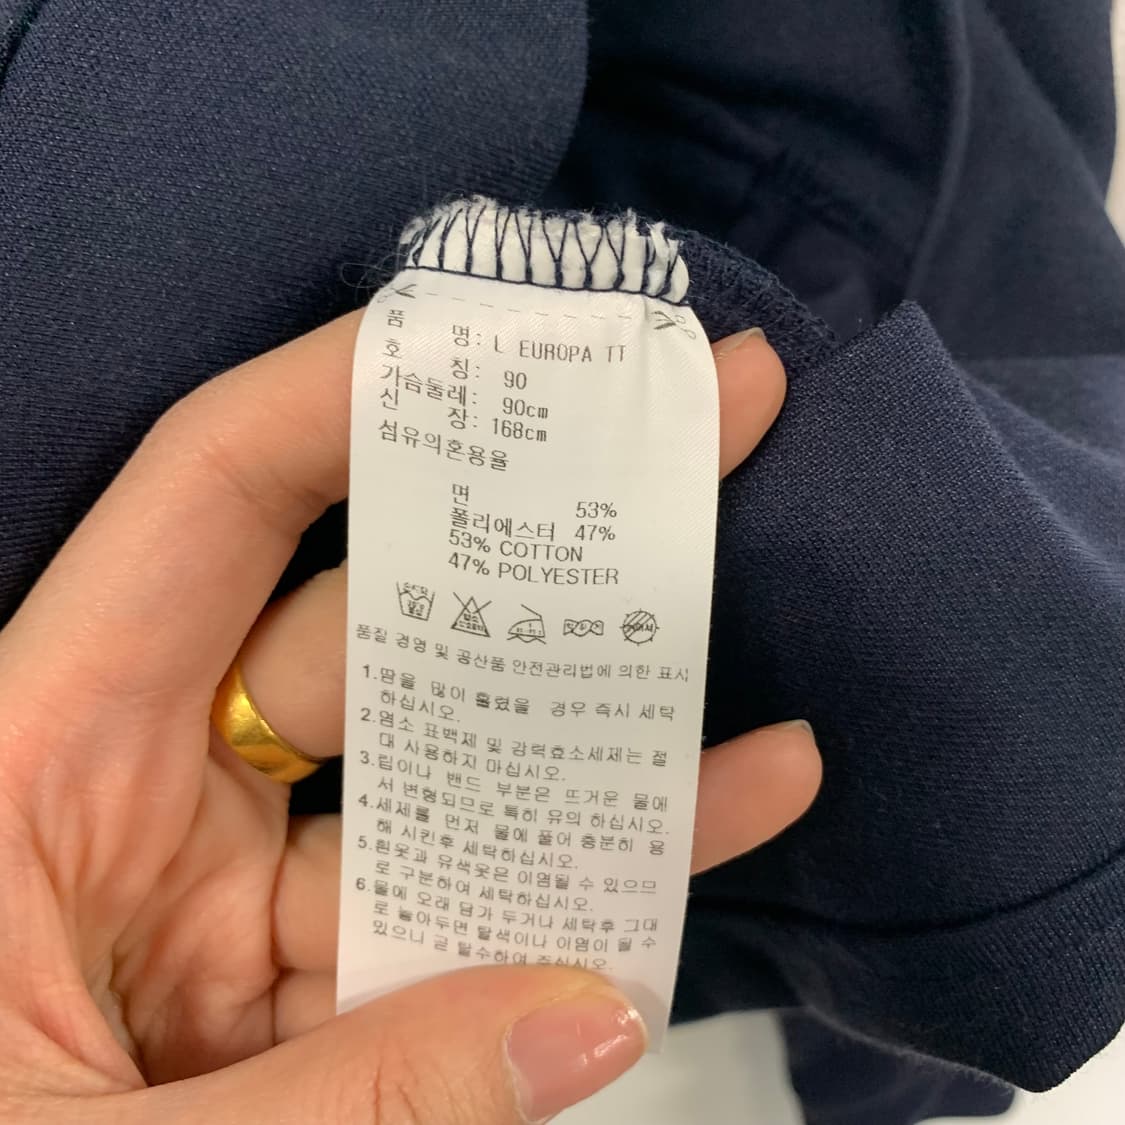 품 명: L EUROPA TT
호 칭: 90
가슴둘레: 90cm
신 장: 168cm
섬유의혼용율
면 53%
폴리에스터 47%
53% COTTON
47% POLYESTER
품질 경영 및 공산품 안전관리법에 의한 표시
1.땀을 많이 흘렸을 경우 즉시 세탁
하십시오.
2.염소 표백제 및 강력효소세제는 절
대 사용하지 마십시오.
3.립이나 밴드 부분은 뜨거운 물에
서 변형되므로 특히 유의 하십시오.
4.세제를 먼저 물에 풀어 충분히 용
해 시킨후 세탁하십시오.
5.흰옷과 유색옷은 이염될 수 있으므
로 구분하여 세탁하십시오.
6.물에 오래 담가 두거나 세탁후 그대
로 놓아두면 탈색이나 이염이 될 수
있으니 곧 탈수하여 주십시오.